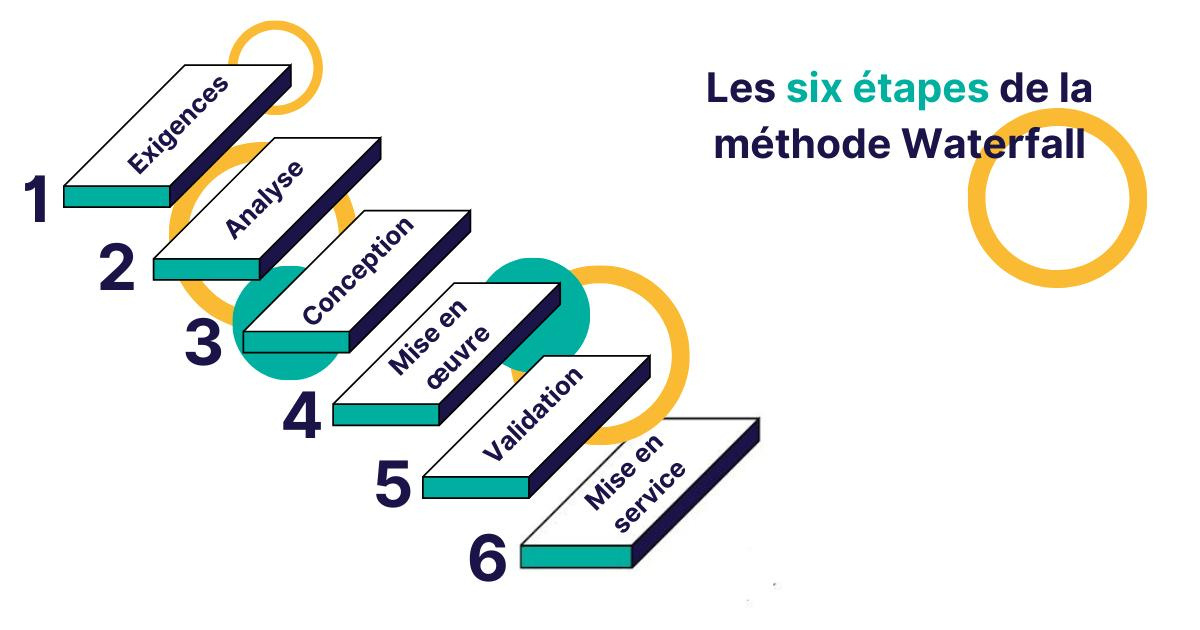 Les six étapes de la
méthode Waterfall
1
Exigences
2
Analyse
3
Conception
4
Mise en
œuvre
5
Validation
6
Mise en
service